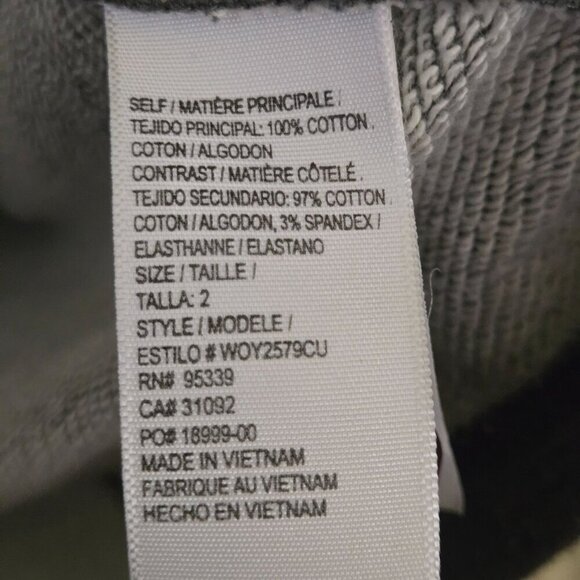 SELF / MATIÈRE PRINCIPALE /
TEJIDO PRINCIPAL: 100% COTTON,
COTON / ALGODON
CONTRAST / MATIÈRE CÔTELÉ,
TEJIDO SECUNDARIO: 97% COTTON
COTON / ALGODON, 3% SPANDEX /
ELASTHANNE / ELASTANO
SIZE / TAILLE /
TALLA: 2
STYLE / MODELE /
ESTILO # WOY2579CU
RN# 95339
CA# 31092
PO# 18999-00
MADE IN VIETNAM
FABRIQUE AU VIETNAM
HECHO EN VIETNAM